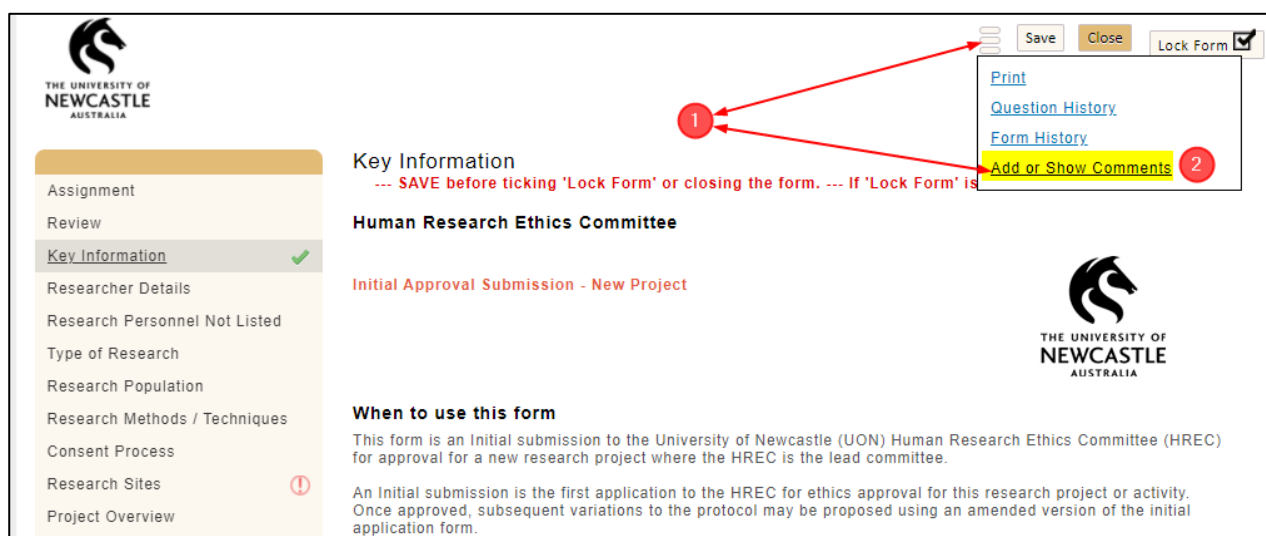 THE UNIVERSITY OF
NEWCASTLE
AUSTRALIA
Save
Close
Lock Form
Print
Question History
Form History
Add or Show Comments
1
2
Assignment
Review
Key Information
Researcher Details
Research Personnel Not Listed
Type of Research
Research Population
Research Methods / Techniques
Consent Process
Research Sites
Project Overview
Key Information
--- SAVE before ticking 'Lock Form' or closing the form. --- If 'Lock Form' is
Human Research Ethics Committee
Initial Approval Submission - New Project
THE UNIVERSITY OF
NEWCASTLE
AUSTRALIA
When to use this form
This form is an Initial submission to the University of Newcastle (UON) Human Research Ethics Committee (HREC)
for approval for a new research project where the HREC is the lead committee.
An Initial submission is the first application to the HREC for ethics approval for this research project or activity.
Once approved, subsequent variations to the protocol may be proposed using an amended version of the initial
application form.